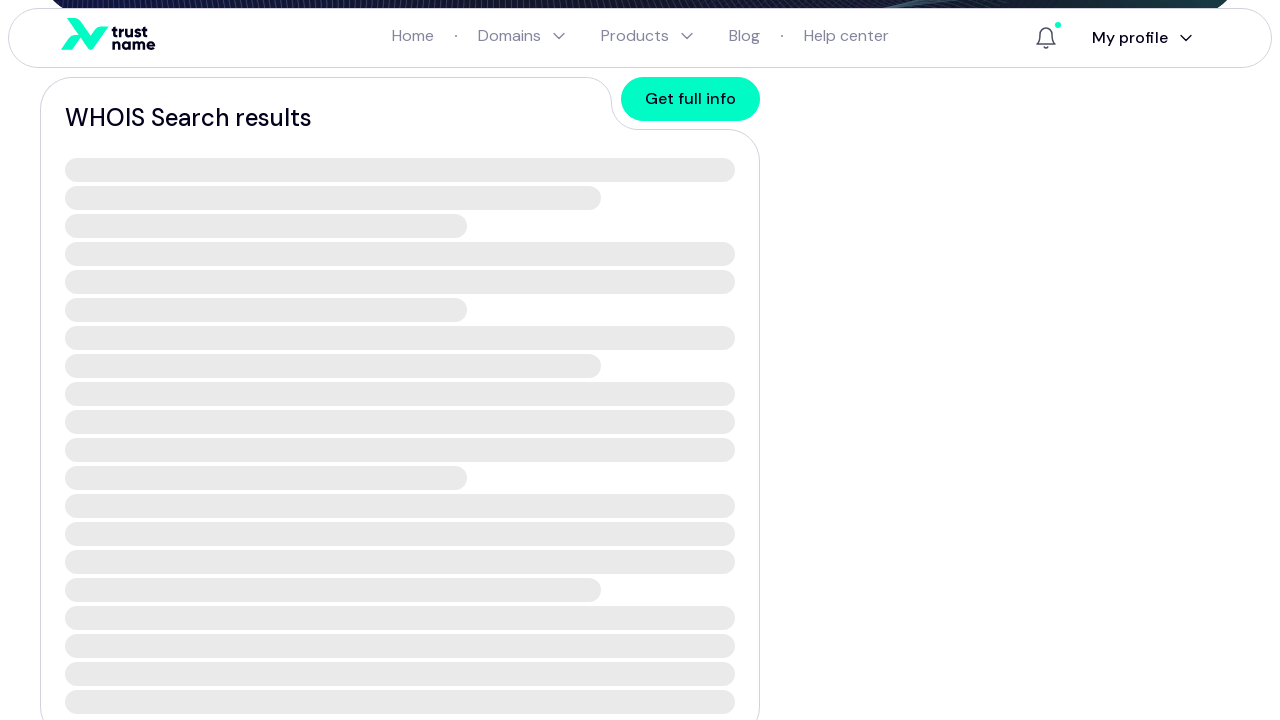 trust
name
Home
Domains
Products
Blog
Help center
My profile
WHOIS Search results
Get full info